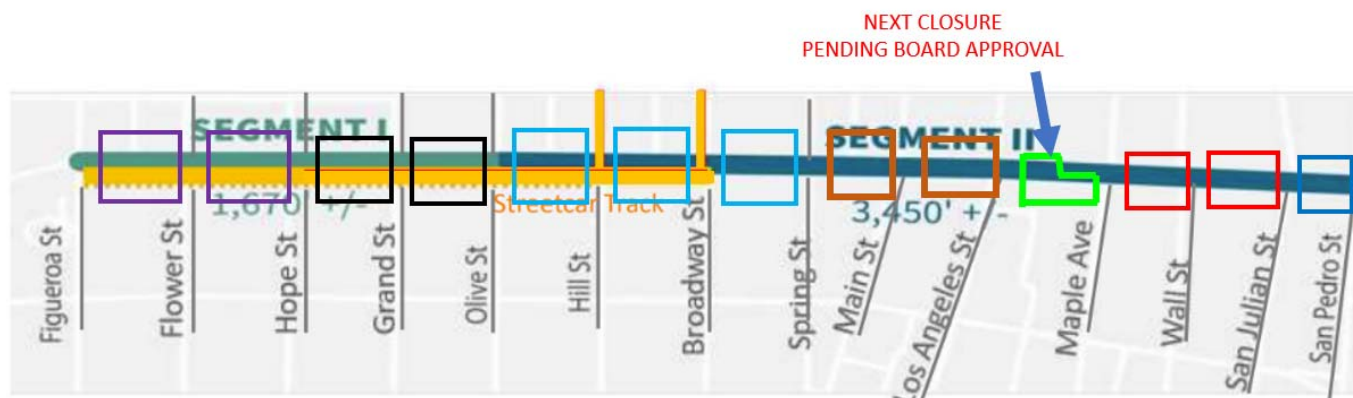 NEXT CLOSURE
PENDING BOARD APPROVAL
SEGMENT I
SEGMENT II
1,670' +/-
Streetcar Track
3,450' + -
Figueroa St
Flower St
Hope St
Grand St
Olive St
Hill St
Broadway St
Spring St
Main St
Los Angeles St
Maple Ave
Wall St
San Julian St
San Pedro St